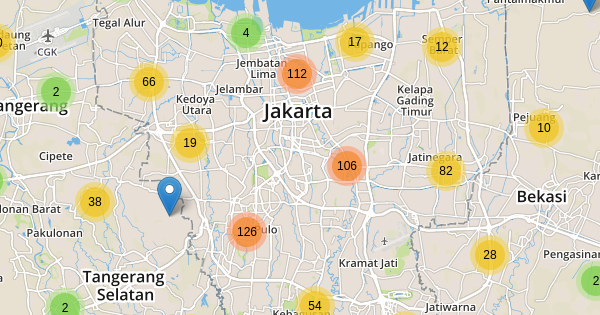 Tegal Alur
4
17
12
CGK
Jembatan
Lima
112
66
2
Jelambar
Kedoya
Utara
Kelapa
Gading
Timur
Jakarta
Pejuang
10
19
Cipete
106
Jatinegara
82
38
Bekasi
Pakulonan
126
Kramat Jati
28
Tangerang
Selatan
54
2
Jatiwarna
2